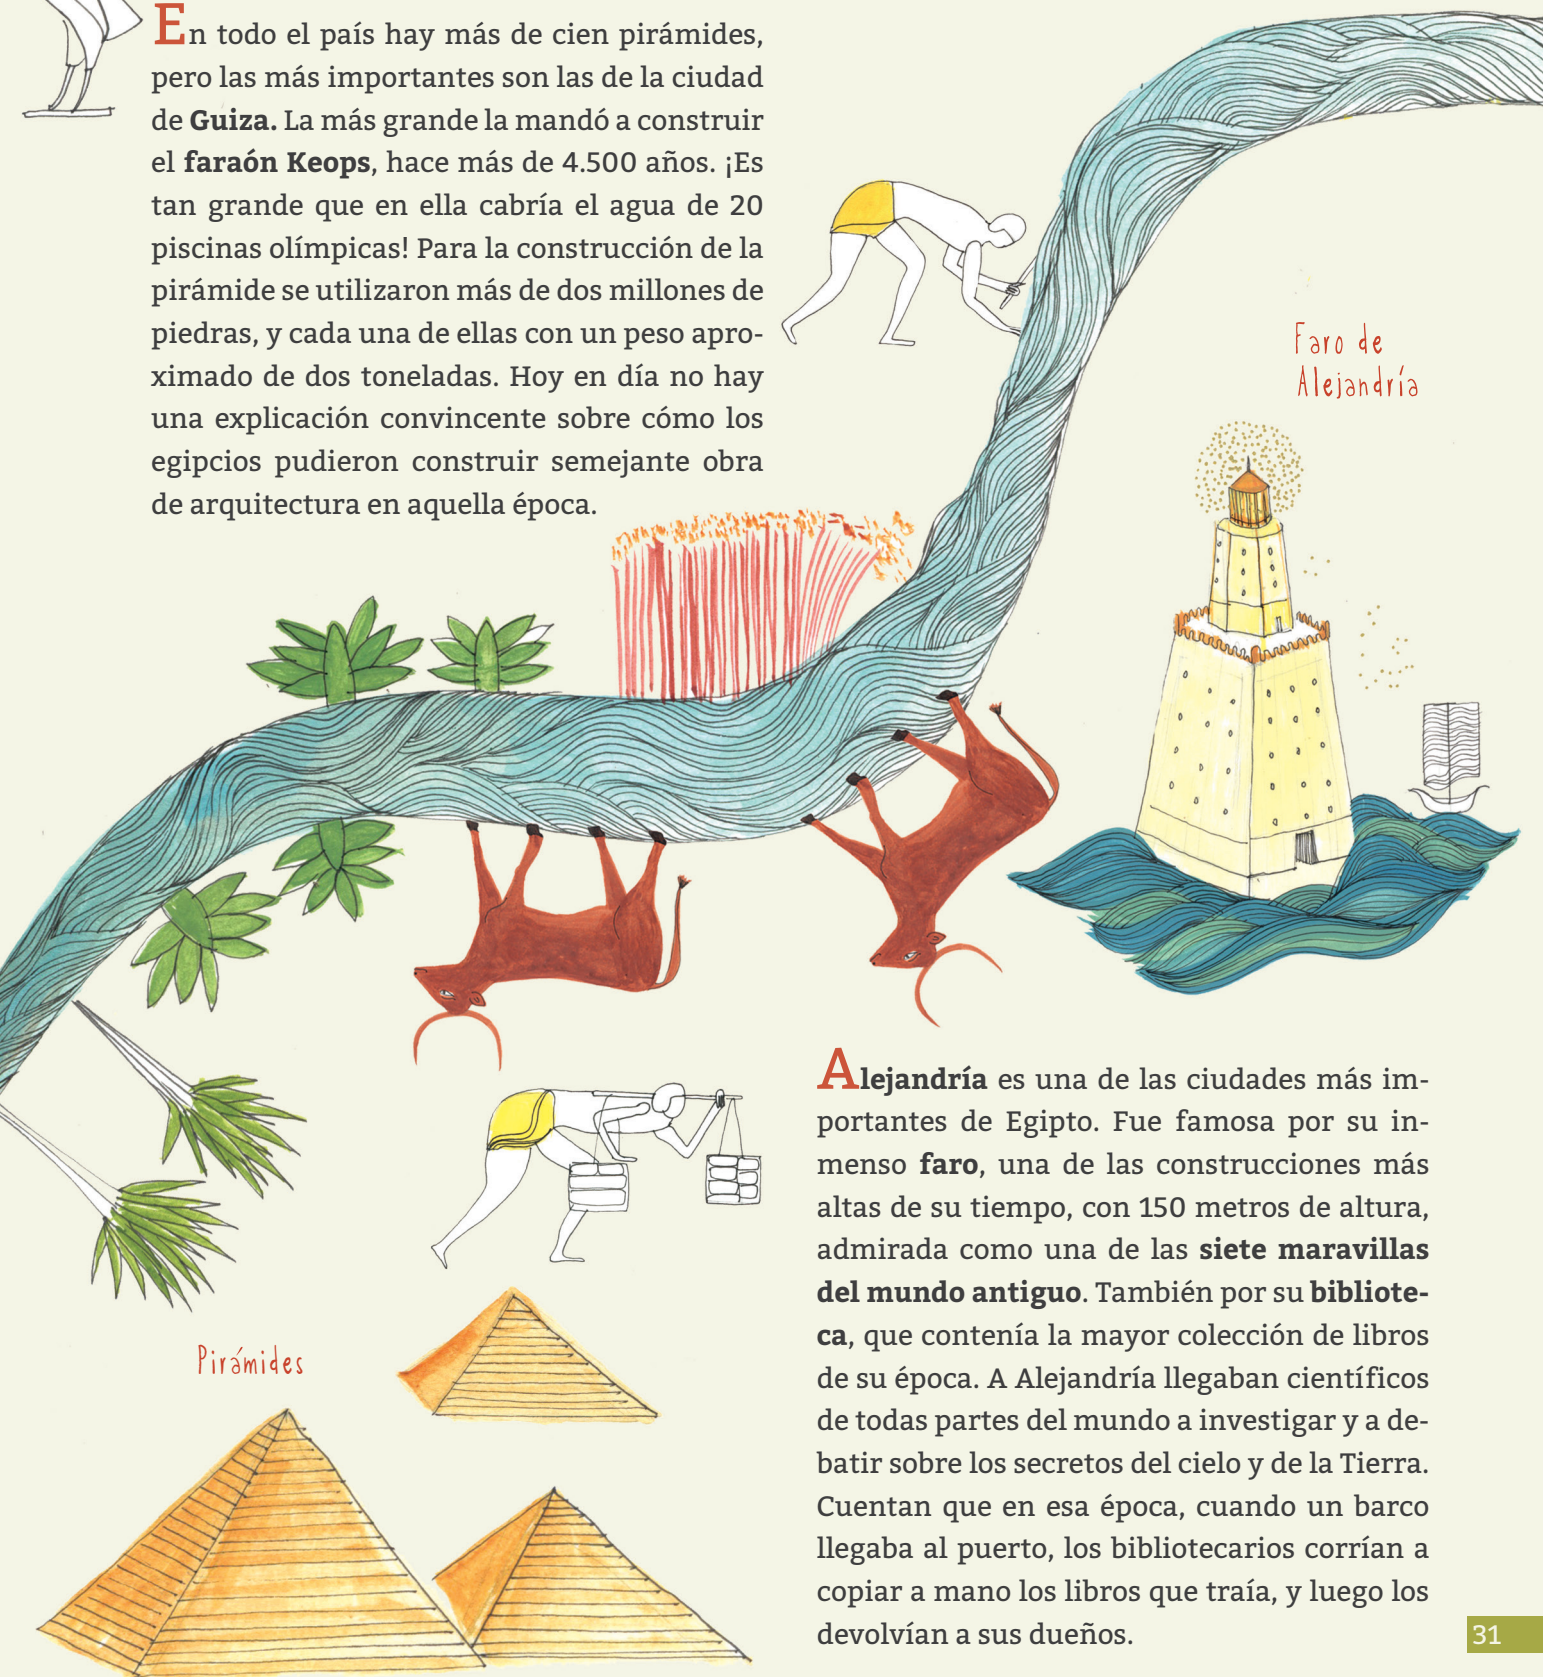 En todo el país hay más de cien pirámides,
pero las más importantes son las de la ciudad
de Guiza. La más grande la mandó a construir
el faraón Keops, hace más de 4.500 años. ¡Es
tan grande que en ella cabría el agua de 20
piscinas olímpicas! Para la construcción de la
pirámide se utilizaron más de dos millones de
piedras, y cada una de ellas con un peso apro-
ximado de dos toneladas. Hoy en día no hay
una explicación convincente sobre cómo los
egipcios pudieron construir semejante obra
de arquitectura en aquella época.
Faro de
Alejandría
Pirámides
Alejandría es una de las ciudades más im-
portantes de Egipto. Fue famosa por su in-
menso faro, una de las construcciones más
altas de su tiempo, con 150 metros de altura,
admirada como una de las siete maravillas
del mundo antiguo. También por su bibliote-
ca, que contenía la mayor colección de libros
de su época. A Alejandría llegaban científicos
de todas partes del mundo a investigar y a de-
batir sobre los secretos del cielo y de la Tierra.
Cuentan que en esa época, cuando un barco
llegaba al puerto, los bibliotecarios corrían a
copiar a mano los libros que traía, y luego los
devolvían a sus dueños.
31